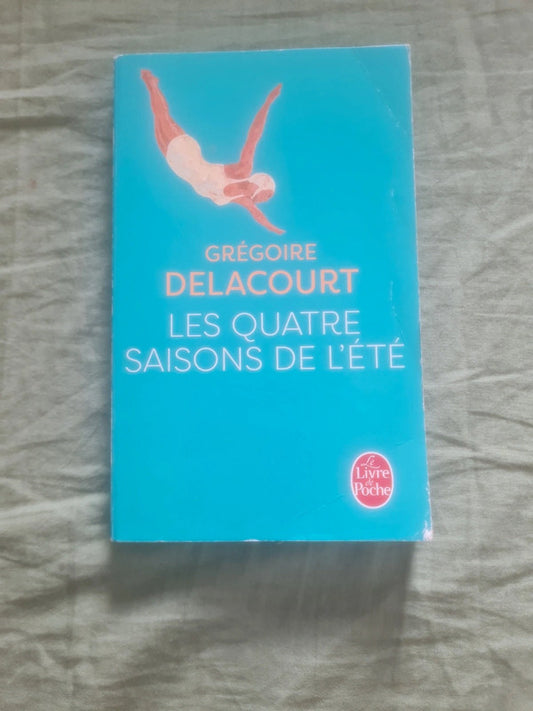 GRÉGOIRE
DELACOURT
LES QUATRE
SAISONS DE L'ÉTÉ
Le
Livre
de
Poche